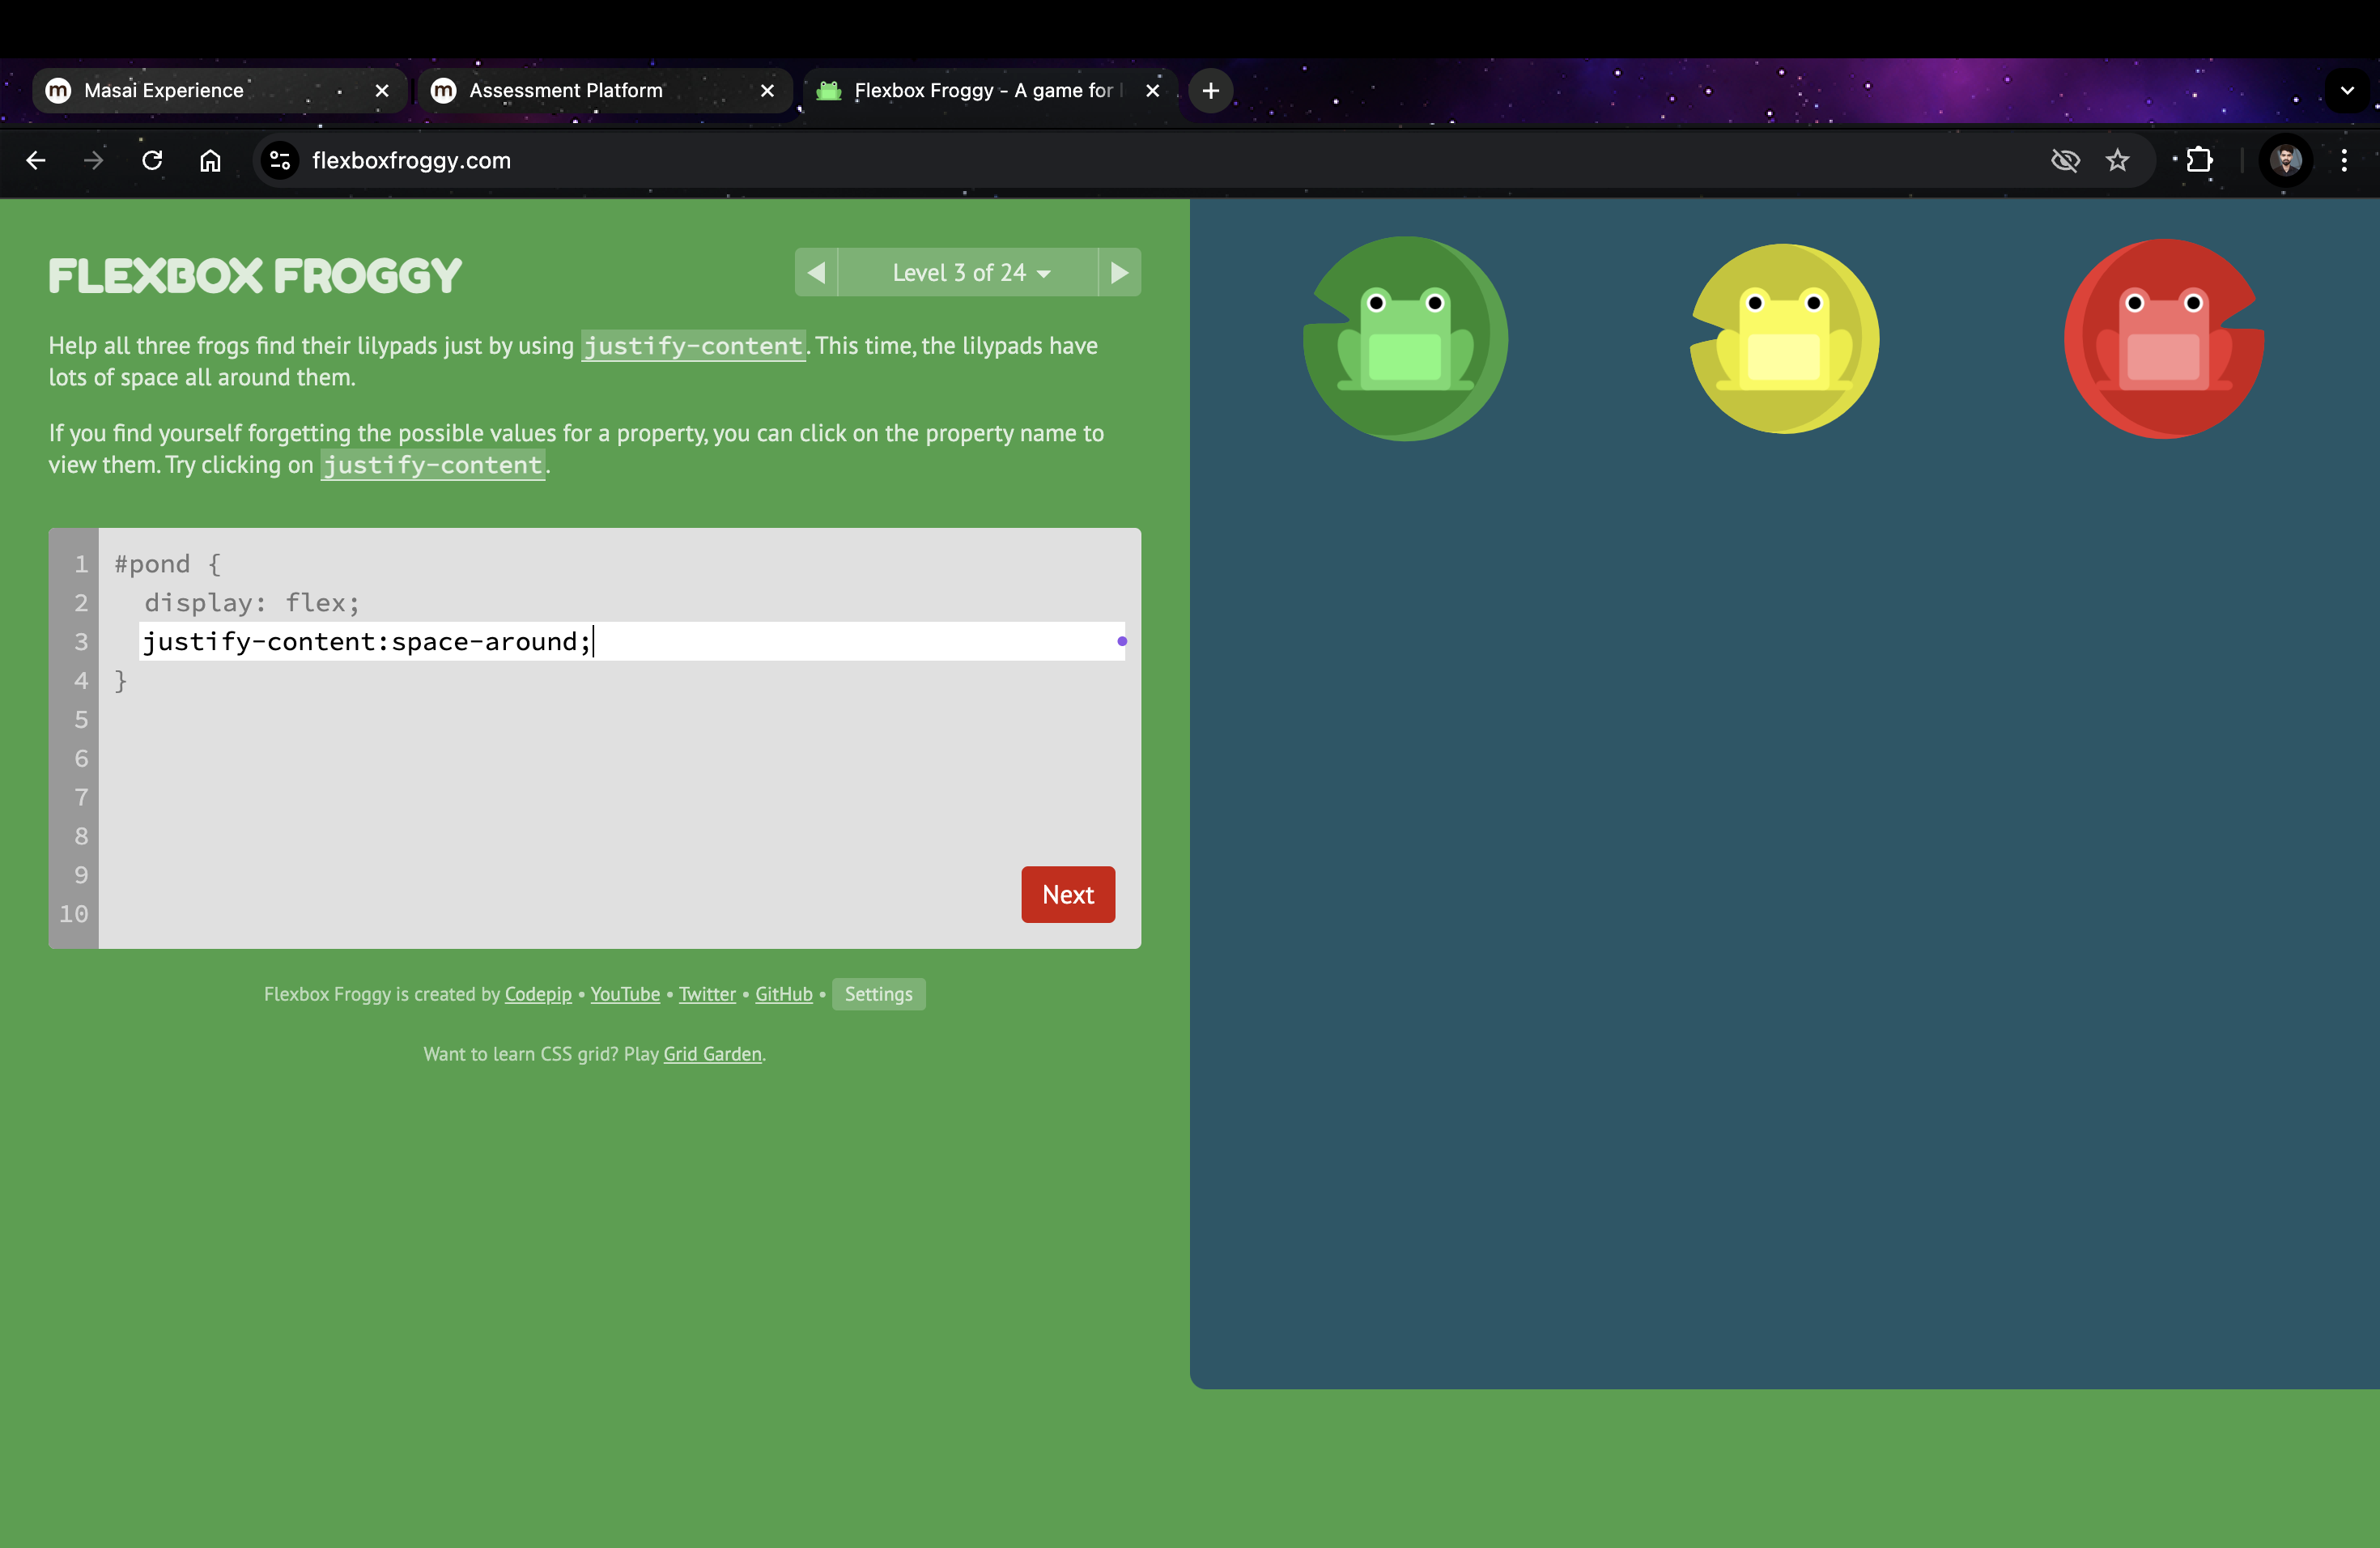 Masai Experience
Assessment Platform
Flexbox Froggy - A game for
flexboxfroggy.com
FLEXBOX FROGGY
Level 3 of 24
Help all three frogs find their lilypads just by using justify-content. This time, the lilypads have
lots of space all around them.
If you find yourself forgetting the possible values for a property, you can click on the property name to
view them. Try clicking on justify-content.
1 #pond {
2 display: flex;
3 justify-content:space-around;
4 }
5
6
7
8
9
10
Next
Flexbox Froggy is created by Codepip • YouTube • Twitter • GitHub • Settings
Want to learn CSS grid? Play Grid Garden.